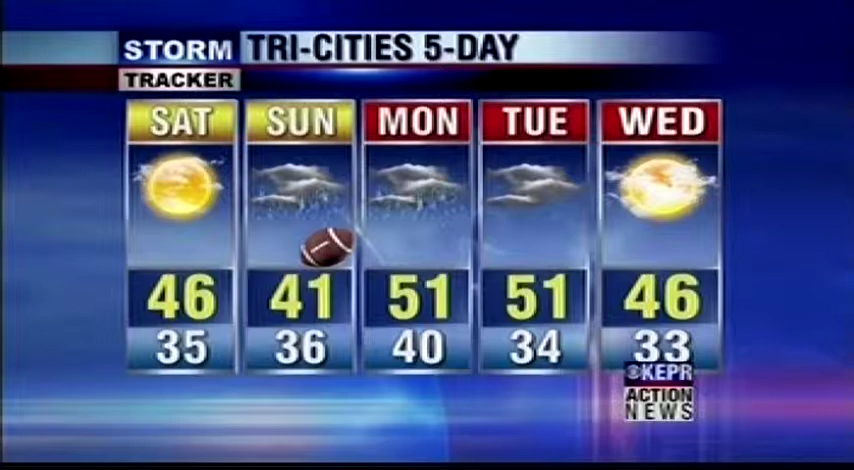 STORM TRI-CITIES 5-DAY
TRACKER
SAT SUN MON TUE WED
46 41 51 51 46
35 36 40 34 33
KEPR
ACTION
NEWS